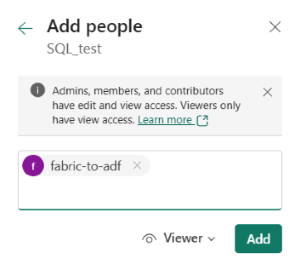 Add people
SQL_test
Admins, members, and contributors
have edit and view access. Viewers only
have view access. Learn more
f fabric-to-adf
Viewer
Add